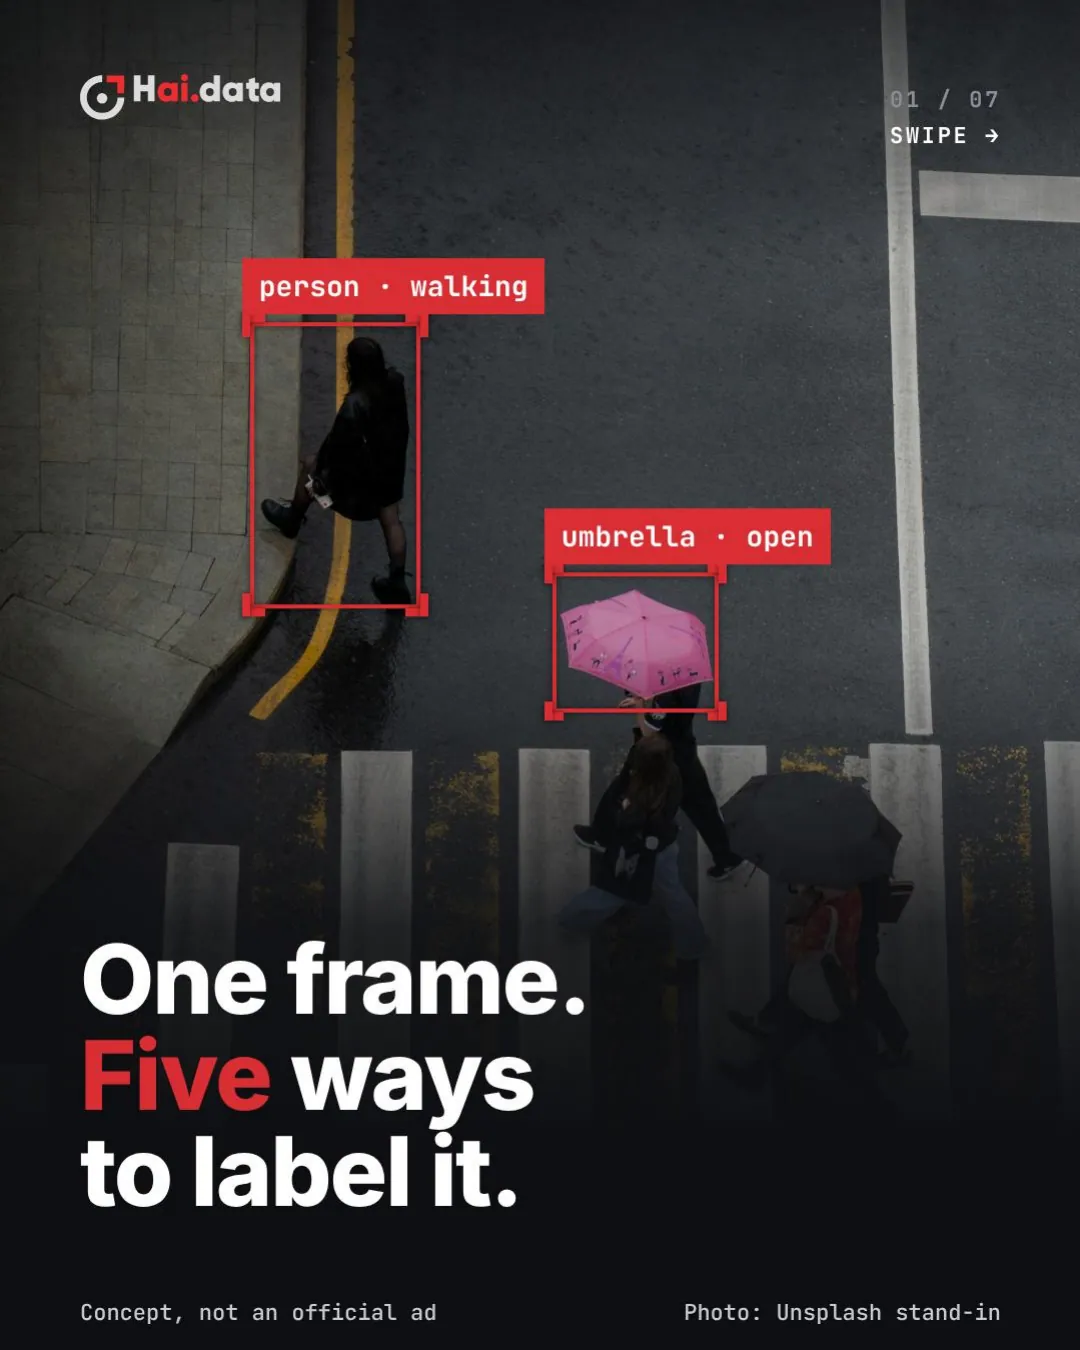 Hai.data
01 / 07
SWIPE →
person · walking
umbrella · open
One frame.
Five ways
to label it.
Concept, not an official ad
Photo: Unsplash stand-in